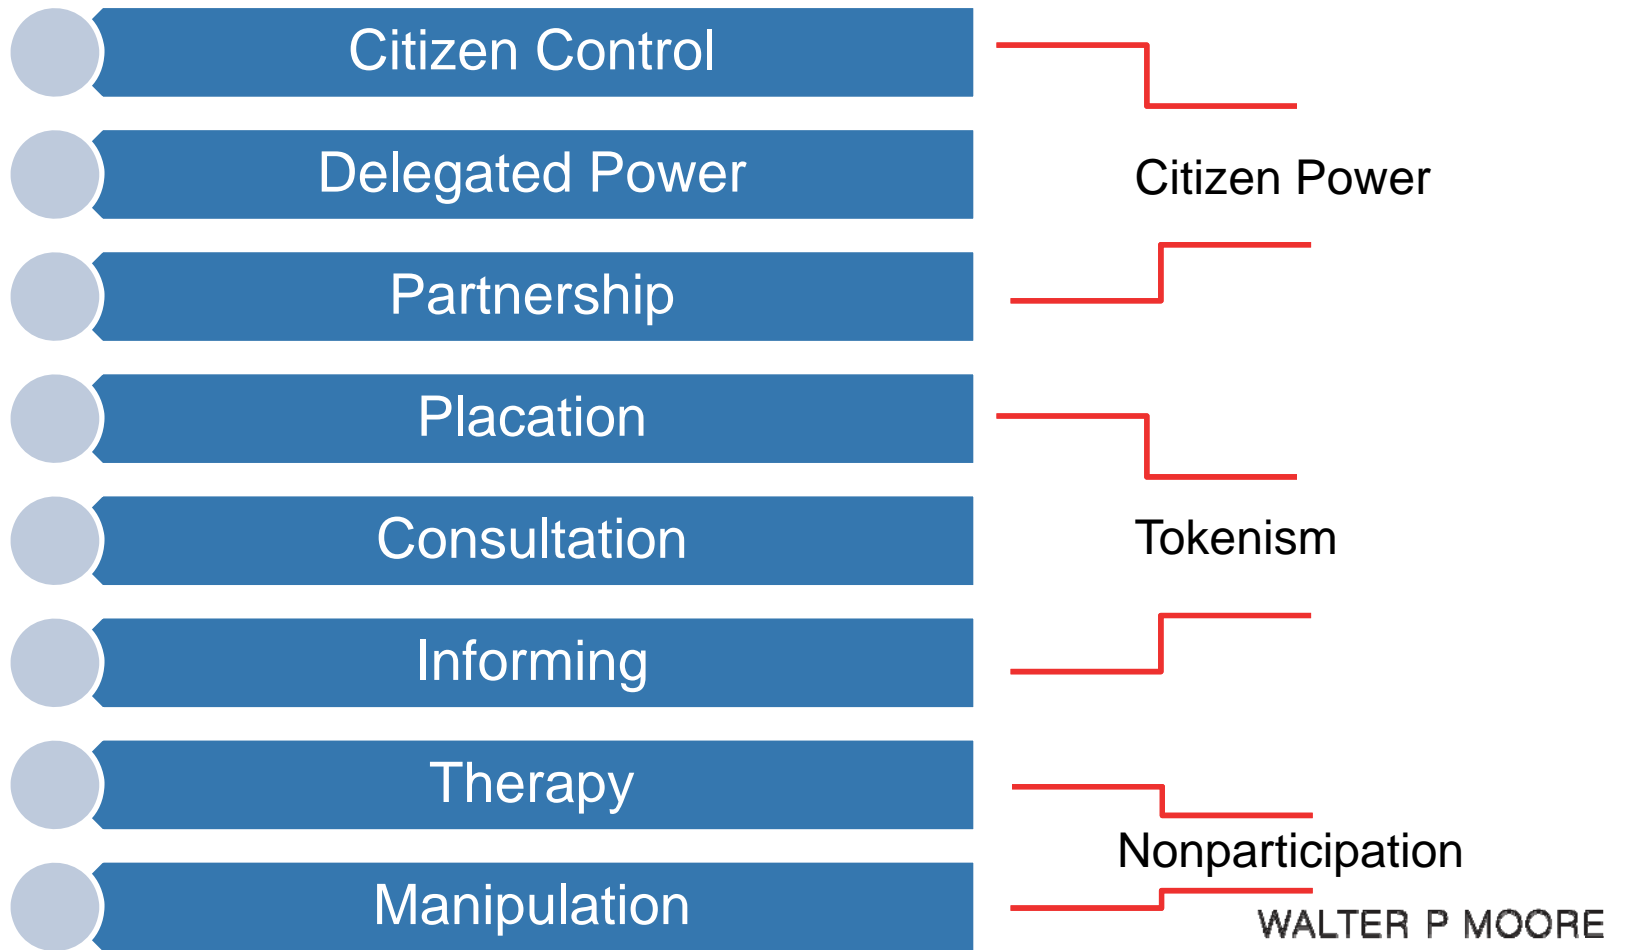 Citizen Control
Delegated Power
Citizen Power
Partnership
Placation
Consultation
Tokenism
Informing
Therapy
Nonparticipation
Manipulation
WALTER P MOORE